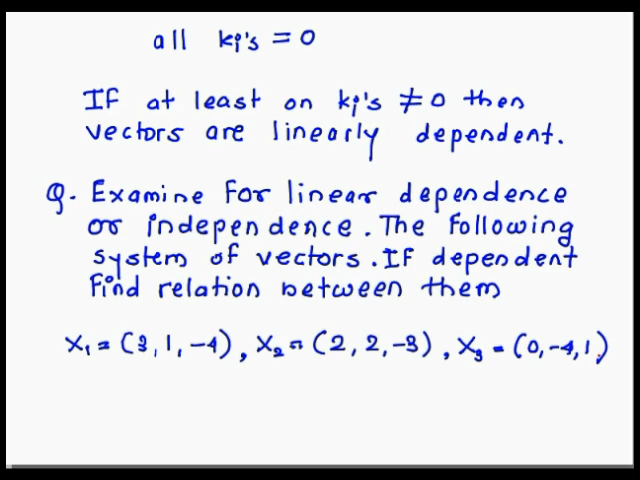 all ki's = 0
If at least on ki's ≠ 0 then
vectors are linearly dependent.
Q. Examine for linear dependence
or independence. The following
system of vectors. If dependent
find relation between them
X₁ = (3, 1, -4), X₂ = (2, 2, -3), X₃ = (0, -4, 1)